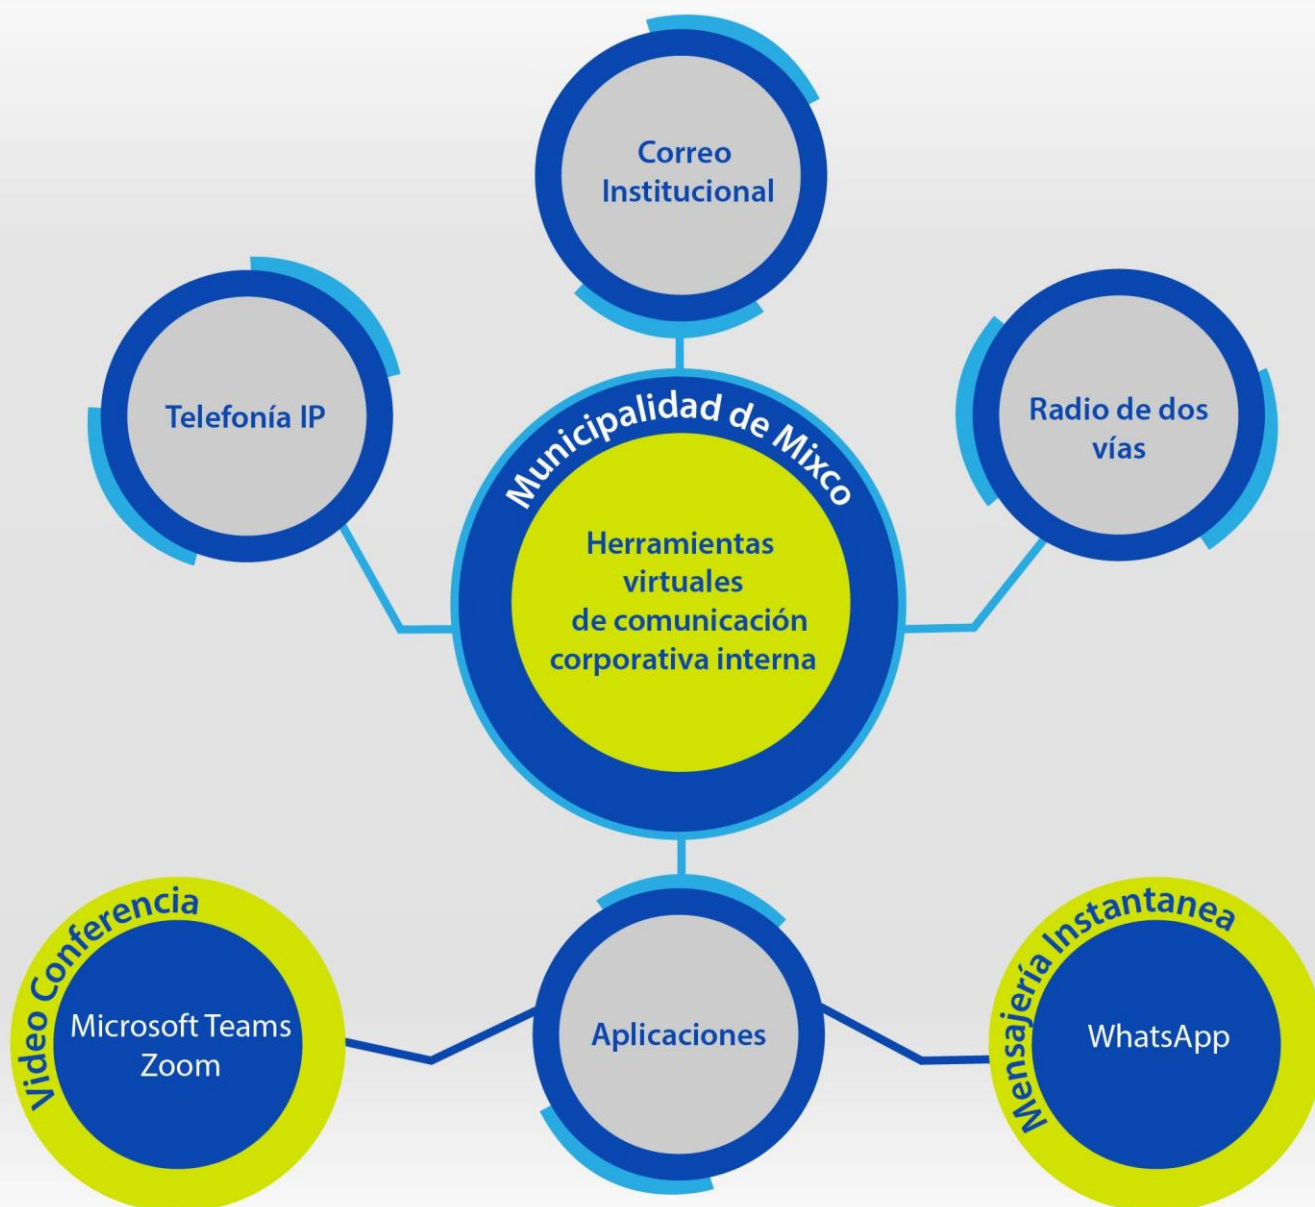 Correo
Institucional
Telefonía IP
Radio de dos
vías
Municipalidad de Mixco
Herramientas
virtuales
de comunicación
corporativa interna
Video Conferencia
Microsoft Teams
Zoom
Aplicaciones
Mensajería Instantanea
WhatsApp